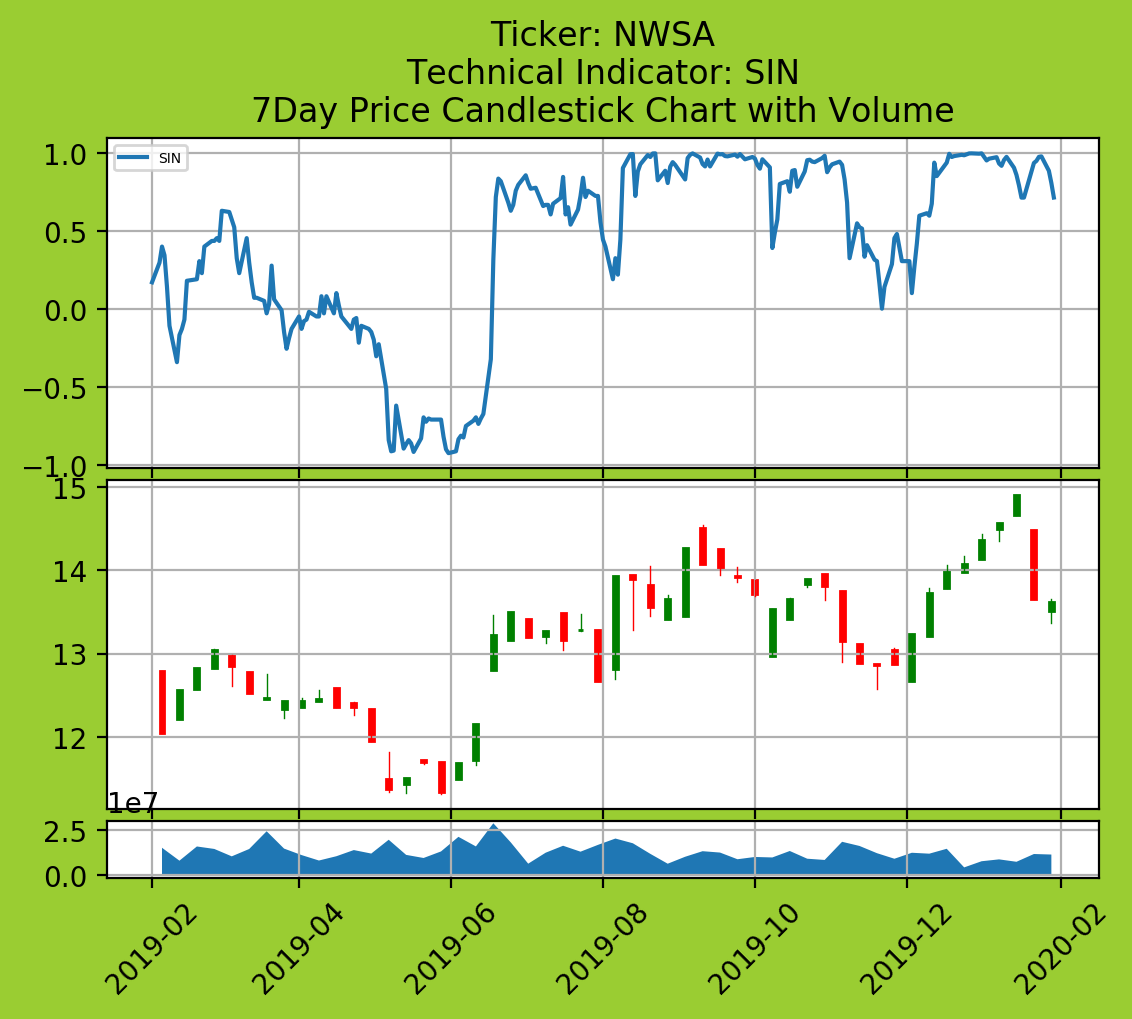 Ticker: NWSA
Technical Indicator: SIN
7Day Price Candlestick Chart with Volume
SIN
1.0
0.5
0.0
−0.5
−1.0
15
14
13
12
1e7
2.5
0.0
2019-02 2019-04 2019-06 2019-08 2019-10 2019-12 2020-02